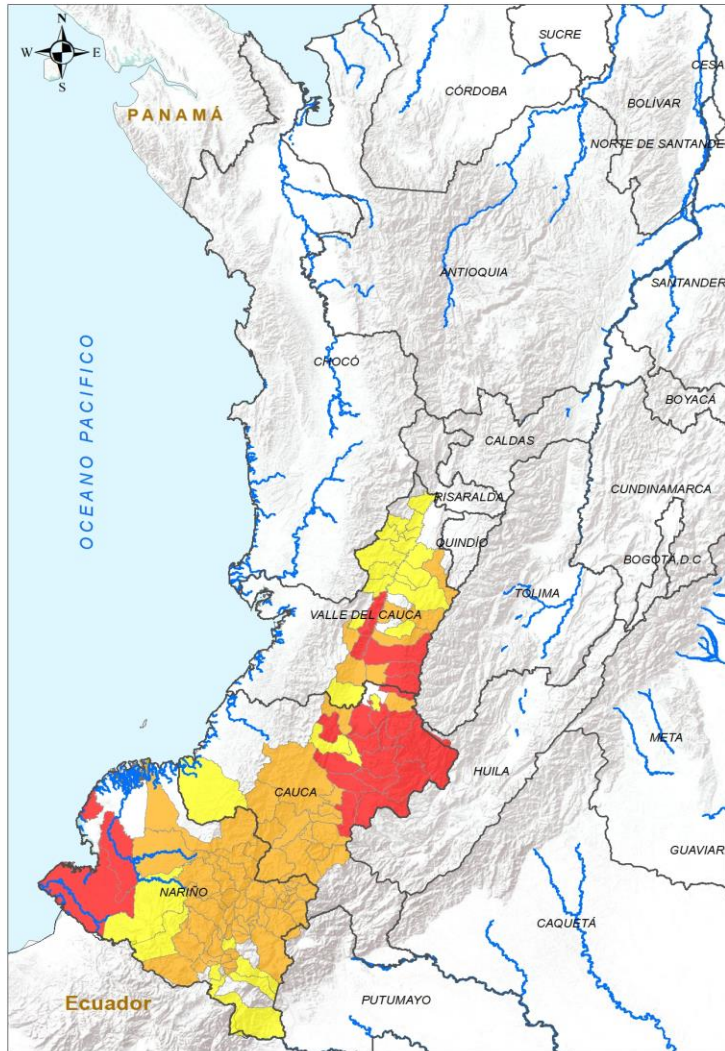 SUCRE
CESA
CÓRDOBA
BOLÍVAR
PANAMÁ
NORTE DE SANTANDE
ANTIOQUIA
SANTANDER
OCEANO PACIFICO
CHOCÓ
BOYACÁ
CALDAS
CUNDINAMARCA
RISARALDA
QUINDÍO
BOGOTÁ, D.C
TOLIMA
VALLE DEL CAUCA
META
HUILA
CAUCA
GUAVIAR
NARIÑO
CAQUETÁ
Ecuador
PUTUMAYO
N
W E
S